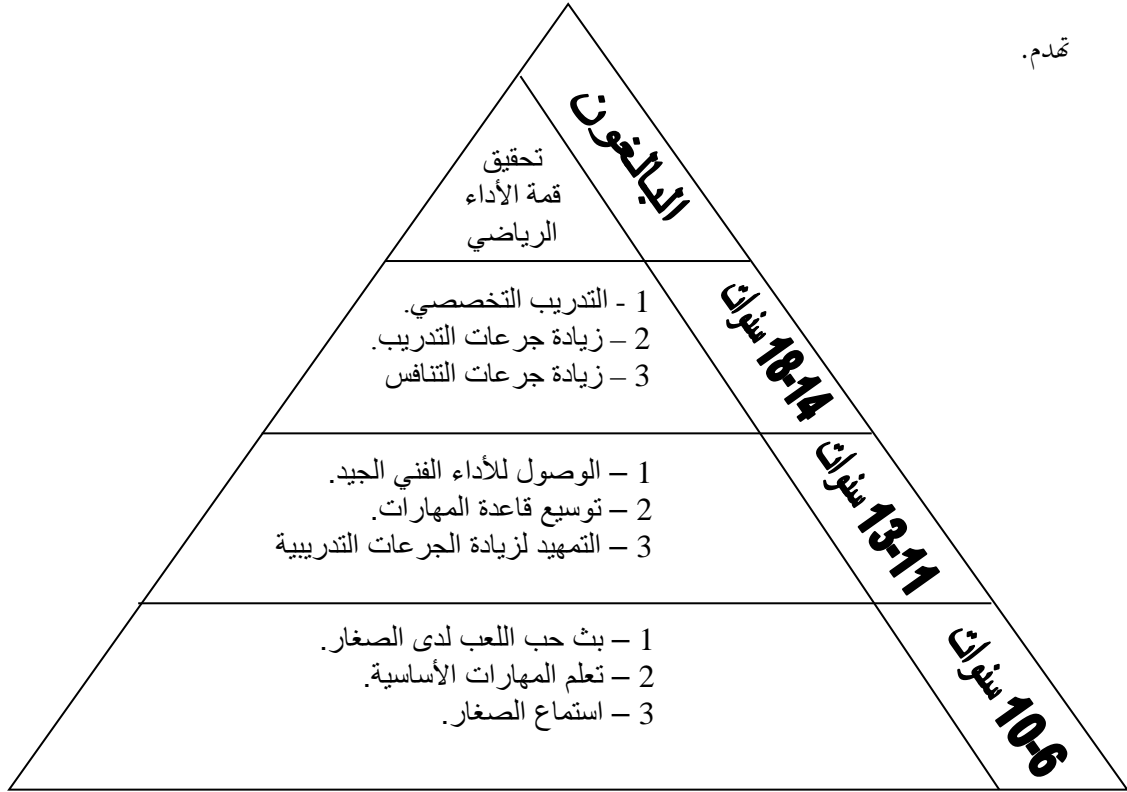 تهدم.
البالغون
تحقيق
قمة الأداء
الرياضي
14-18 سنوات
1 - التدريب التخصصي.
2 – زيادة جرعات التدريب.
3 – زيادة جرعات التنافس
11-13 سنوات
1 – الوصول للأداء الفني الجيد.
2 – توسيع قاعدة المهارات.
3 – التمهيد لزيادة الجرعات التدريبية
6-10 سنوات
1 – بث حب اللعب لدى الصغار.
2 – تعلم المهارات الأساسية.
3 – استماع الصغار.